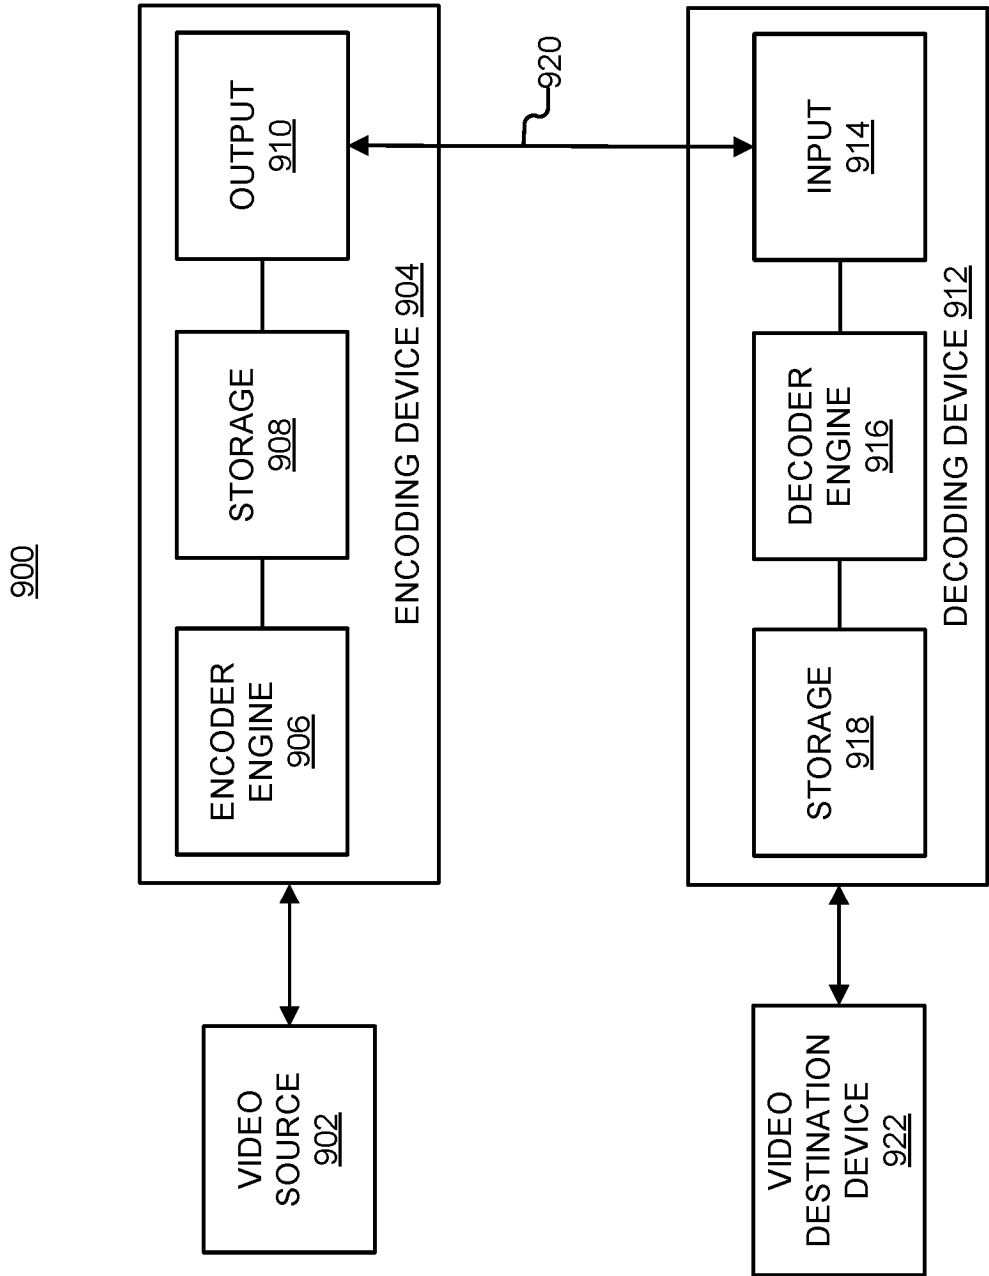 900
VIDEO
SOURCE
902
ENCODER
ENGINE
906
STORAGE
908
OUTPUT
910
ENCODING DEVICE 904
920
VIDEO
DESTINATION
DEVICE
922
STORAGE
918
DECODER
ENGINE
916
INPUT
914
DECODING DEVICE 912